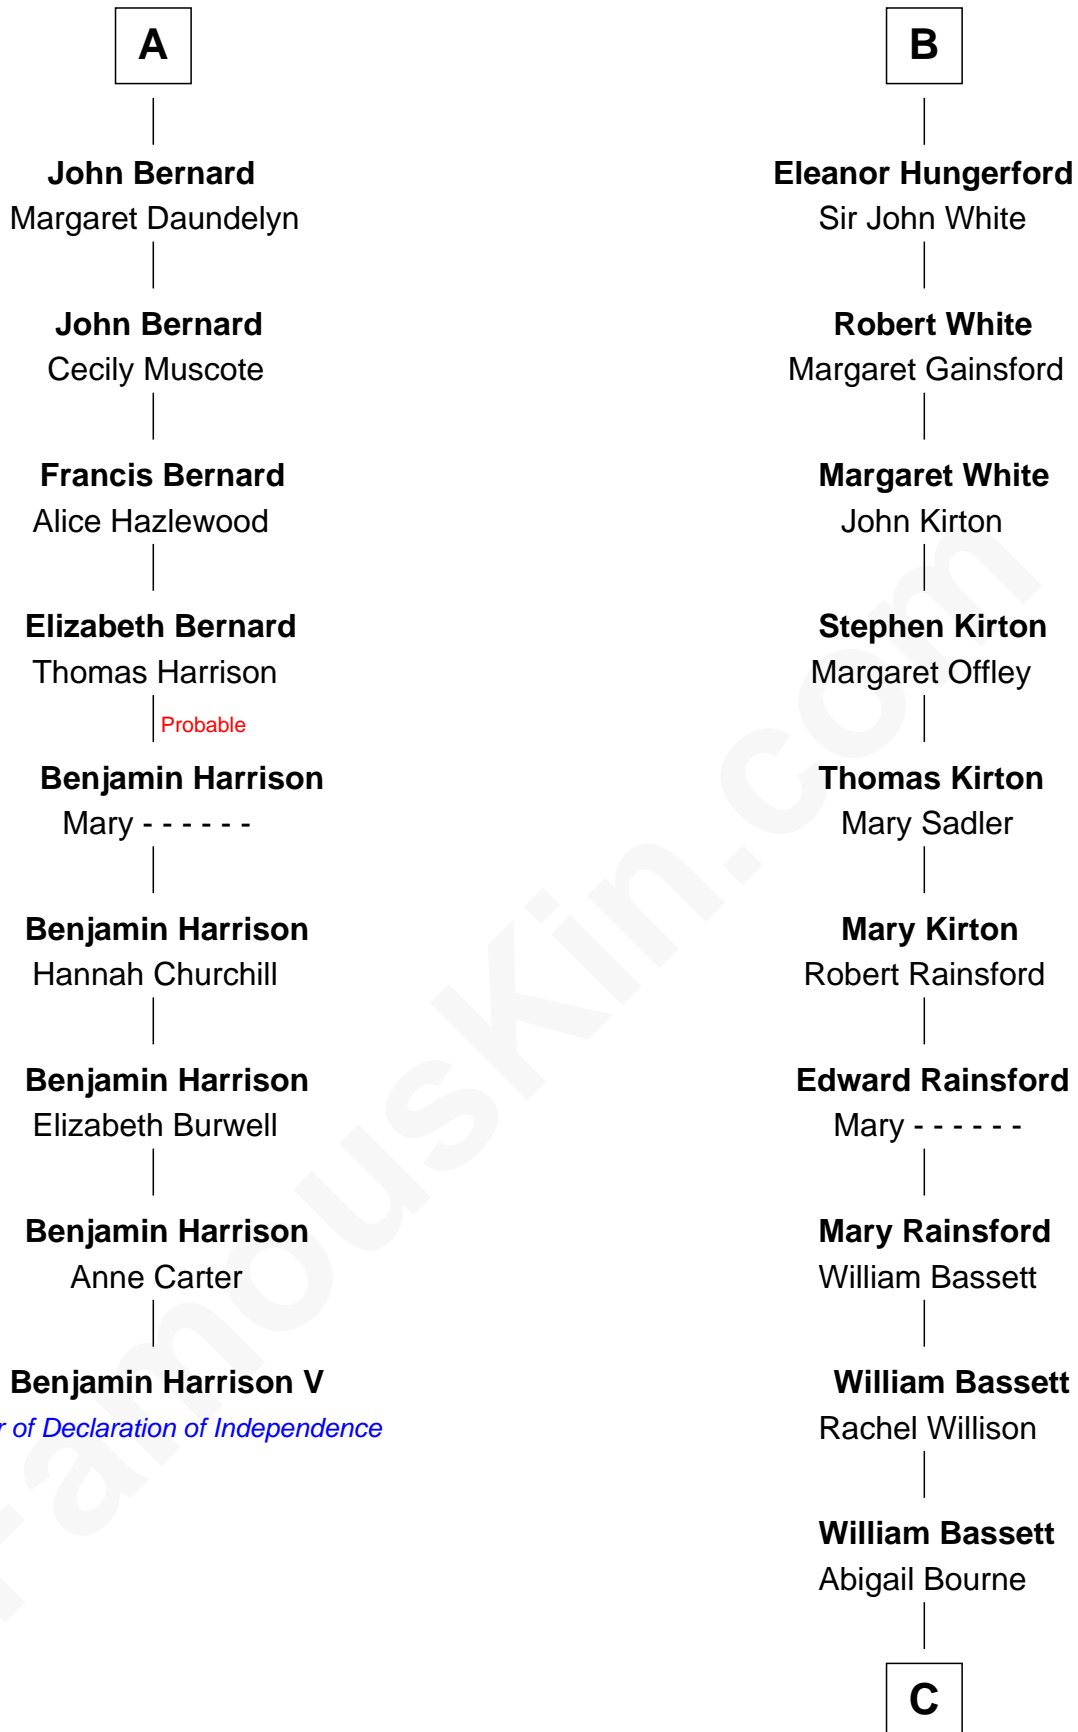 A
John Bernard
Margaret Daundelyn
John Bernard
Cecily Muscote
Francis Bernard
Alice Hazlewood
Elizabeth Bernard
Thomas Harrison
Probable
Benjamin Harrison
Mary - - - - - -
Benjamin Harrison
Hannah Churchill
Benjamin Harrison
Elizabeth Burwell
Benjamin Harrison
Anne Carter
Benjamin Harrison V
r of Declaration of Independence
B
Eleanor Hungerford
Sir John White
Robert White
Margaret Gainsford
Margaret White
John Kirton
Stephen Kirton
Margaret Offley
Thomas Kirton
Mary Sadler
Mary Kirton
Robert Rainsford
Edward Rainsford
Mary - - - - - -
Mary Rainsford
William Bassett
William Bassett
Rachel Willison
William Bassett
Abigail Bourne
C
FamousKin.com